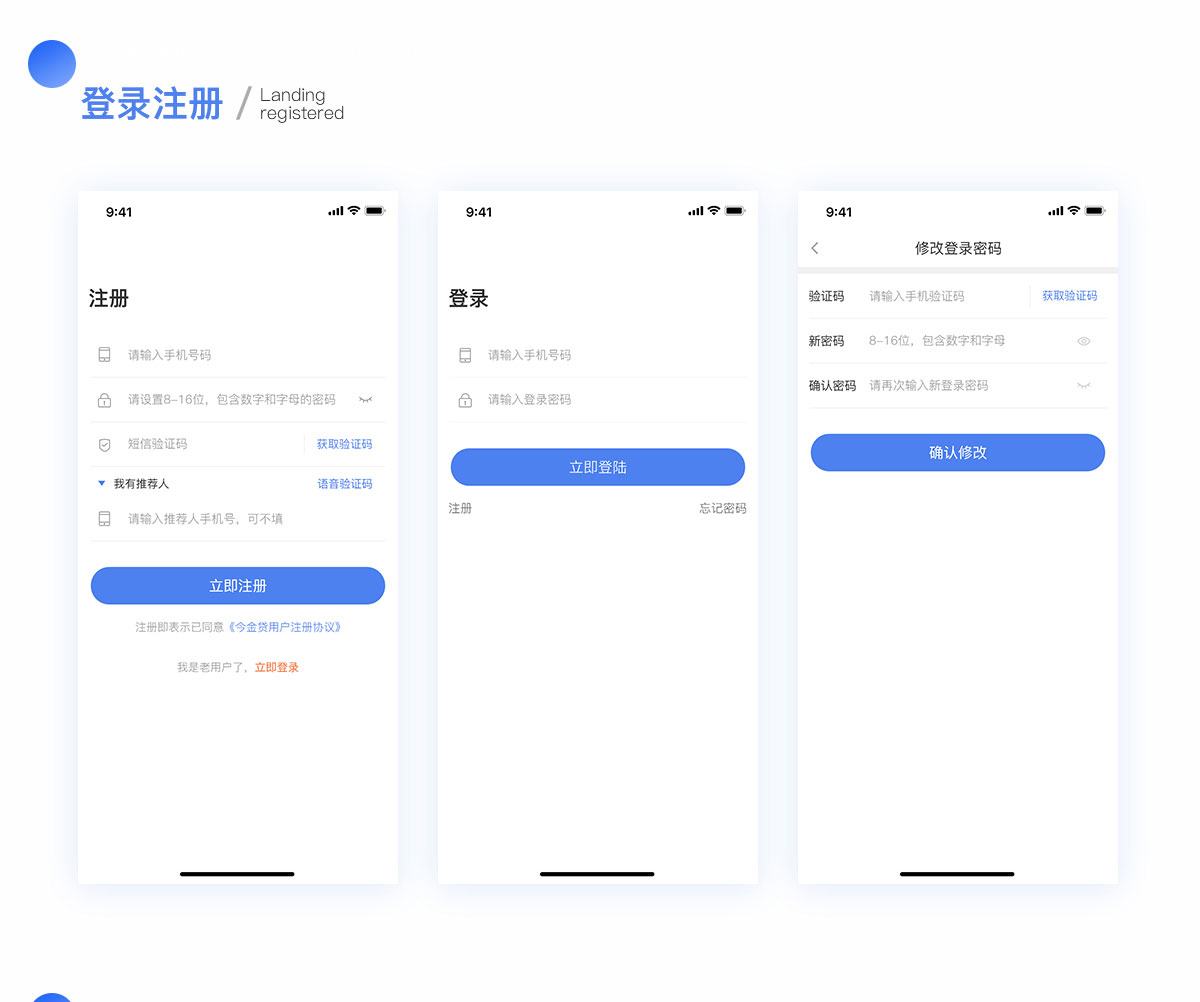 登录注册 / Landing
registered
9:41
注册
请输入手机号码
请设置8-16位，包含数字和字母的密码
短信验证码 获取验证码
我有推荐人 语音验证码
请输入推荐人手机号，可不填
立即注册
注册即表示已同意《今金贷用户注册协议》
我是老用户了，立即登录
9:41
登录
请输入手机号码
请输入登录密码
立即登陆
注册 忘记密码
9:41
修改登录密码
验证码 请输入手机验证码 获取验证码
新密码 8-16位，包含数字和字母
确认密码 请再次输入新登录密码
确认修改